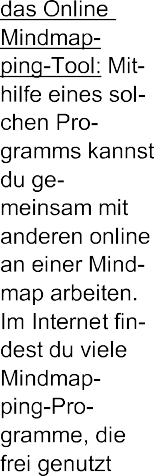 das Online
Mindmap-
ping-Tool: Mit-
hilfe eines sol-
chen Pro-
gramms kannst
du ge-
meinsam mit
anderen online
an einer Mind-
map arbeiten.
Im Internet fin-
dest du viele
Mindmap-
ping-Pro-
gramme, die
frei genutzt